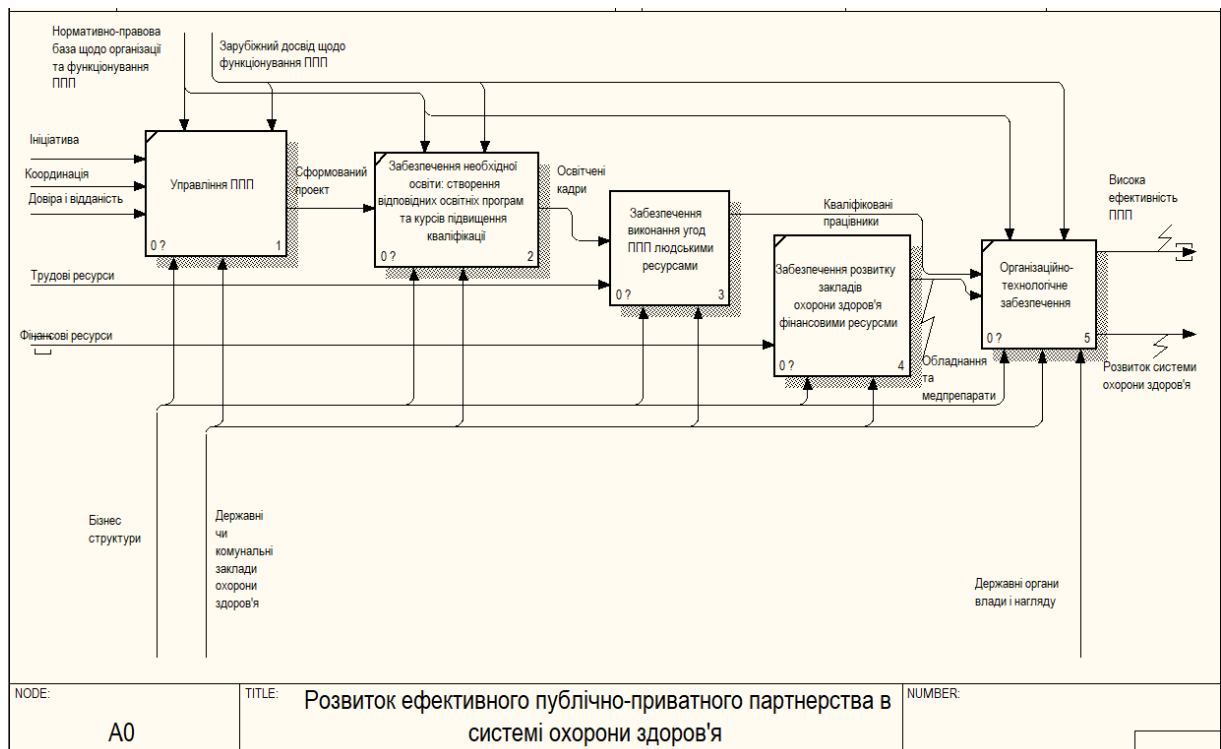 Нормативно-правова
база щодо організації
та функціонування
ППП
Зарубіжний досвід щодо
функціонування ППП
Ініціатива
Координація
Довіра і відданість
Трудові ресурси
Фінансові ресурси
Управління ППП
0 ?
1
Сформований
проект
Забезпечення необхідної
освіти: створення
відповідних освітніх програм
та курсів підвищення
кваліфікації
0 ?
2
Освітчені
кадри
Забезпечення
виконання угод
ППП людськими
ресурсами
0 ?
3
Кваліфіковані
працівники
Забезпечення розвитку
закладів
охорони здоров'я
фінансовими ресурсми
0 ?
4
Обладнання
та
медпрепарати
Організаційно-
технологічне
забезпечення
0 ?
5
Висока
ефективність
ППП
Розвиток системи
охорони здоров'я
Бізнес
структури
Державні
чи
комунальні
заклади
охорони
здоров'я
Державні органи
влади і нагляду
NODE:
A0
TITLE:
Розвиток ефективного публічно-приватного партнерства в
системі охорони здоров'я
NUMBER: